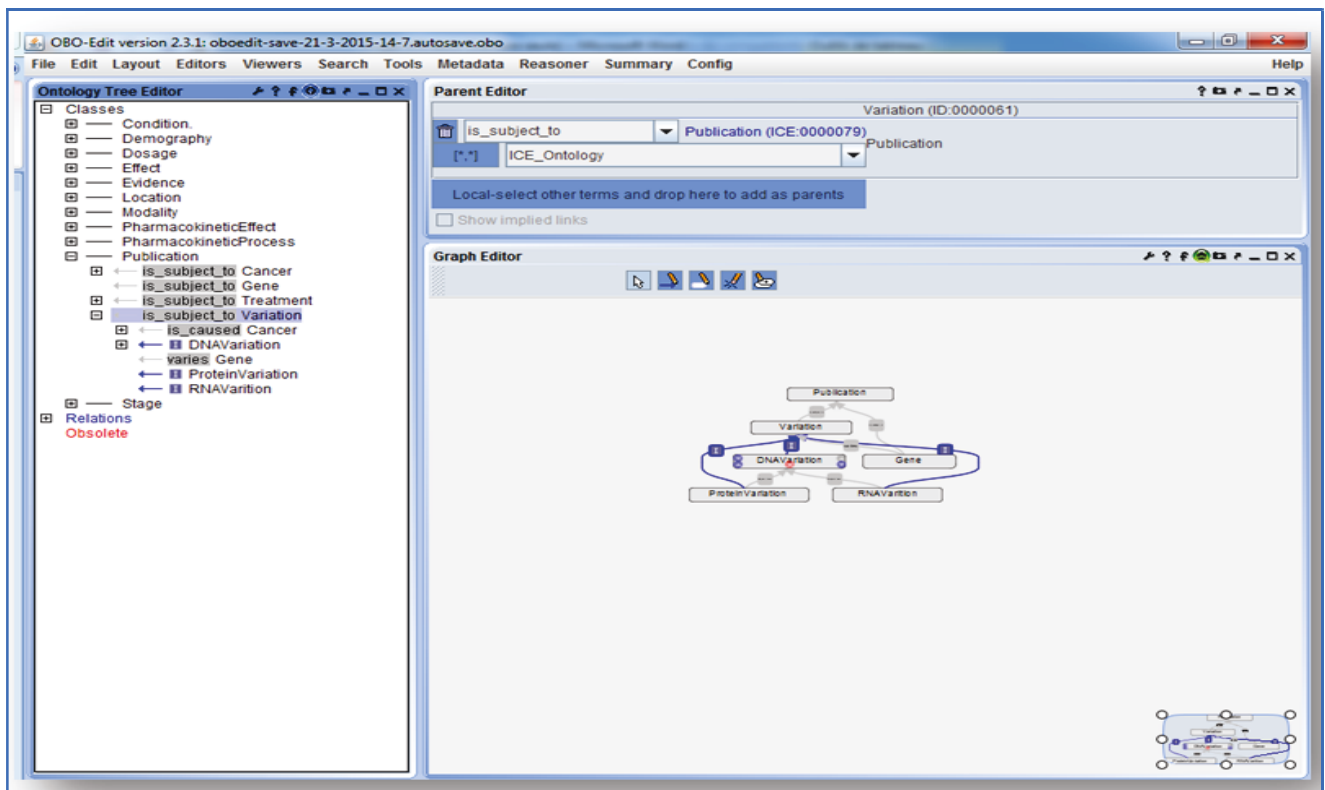 OBO-Edit version 2.3.1: oboedit-save-21-3-2015-14-7.autosave.obo
File Edit Layout Editors Viewers Search Tools Metadata Reasoner Summary Config Help
Ontology Tree Editor
Classes
Condition.
Demography
Dosage
Effect
Evidence
Location
Modality
PharmacokineticEffect
PharmacokineticProcess
Publication
is_subject_to Cancer
is_subject_to Gene
is_subject_to Treatment
is_subject_to Variation
is_caused Cancer
DNAVariation
varies Gene
ProteinVariation
RNAVarition
Stage
Relations
Obsolete
Parent Editor
Variation (ID:0000061)
is_subject_to Publication (ICE:0000079)
Publication
[*,*] ICE_Ontology
Local-select other terms and drop here to add as parents
Show implied links
Graph Editor
Publication
Variation
DNAVariation Gene
ProteinVariation RNAVarition